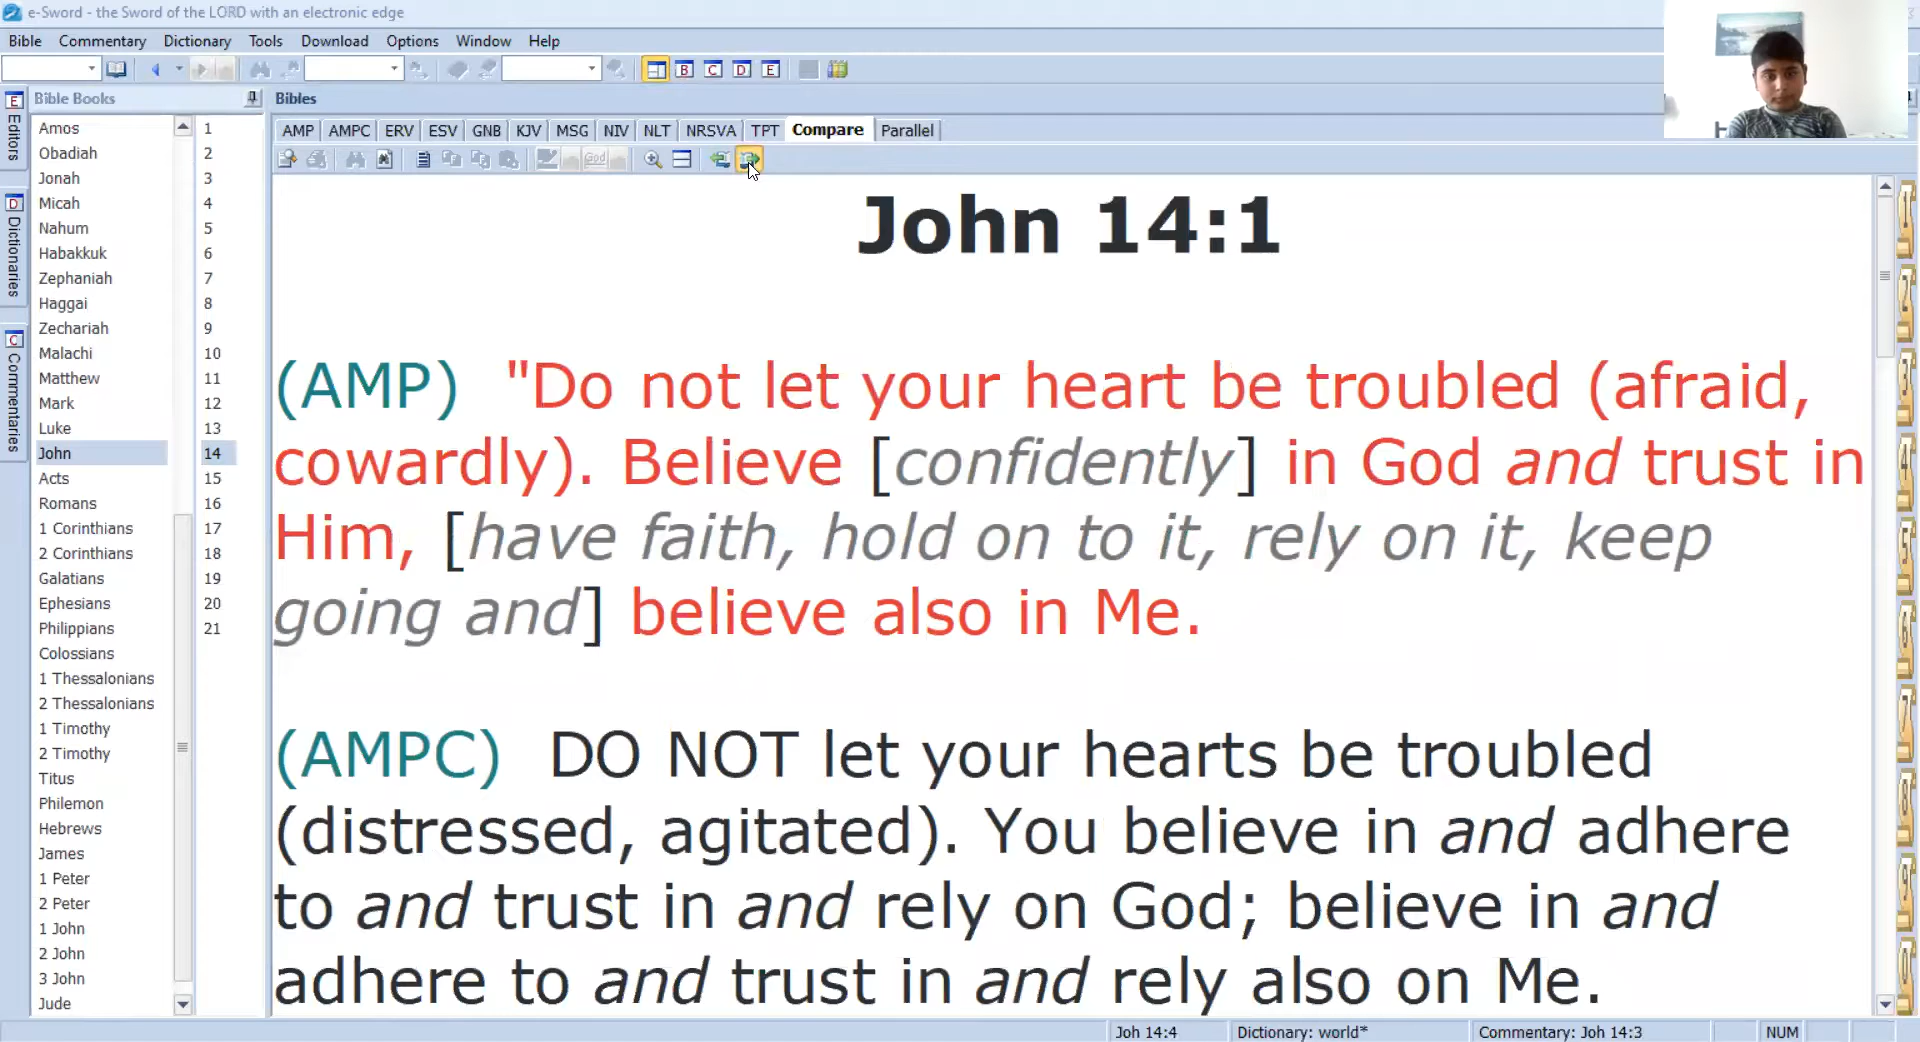 e-Sword - the Sword of the LORD with an electronic edge
Bible Commentary Dictionary Tools Download Options Window Help
B C D E
E Editors
D Dictionaries
C Commentaries
Bible Books
Amos
Obadiah
Jonah
Micah
Nahum
Habakkuk
Zephaniah
Haggai
Zechariah
Malachi
Matthew
Mark
Luke
John
Acts
Romans
1 Corinthians
2 Corinthians
Galatians
Ephesians
Philippians
Colossians
1 Thessalonians
2 Thessalonians
1 Timothy
2 Timothy
Titus
Philemon
Hebrews
James
1 Peter
2 Peter
1 John
2 John
3 John
Jude
1
2
3
4
5
6
7
8
9
10
11
12
13
14
15
16
17
18
19
20
21
Bibles
AMP AMPC ERV ESV GNB KJV MSG NIV NLT NRSVA TPT Compare Parallel
God
John 14:1
(AMP) "Do not let your heart be troubled (afraid,
cowardly). Believe [confidently] in God and trust in
Him, [have faith, hold on to it, rely on it, keep
going and] believe also in Me.
(AMPC) DO NOT let your hearts be troubled
(distressed, agitated). You believe in and adhere
to and trust in and rely on God; believe in and
adhere to and trust in and rely also on Me.
Joh 14:4 Dictionary: world* Commentary: Joh 14:3 NUM